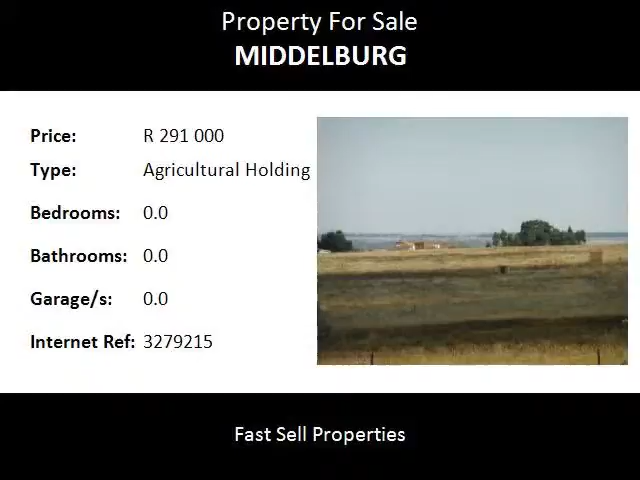 Property For Sale
MIDDELBURG
Price: R 291 000
Type: Agricultural Holding
Bedrooms: 0.0
Bathrooms: 0.0
Garage/s: 0.0
Internet Ref: 3279215
Fast Sell Properties